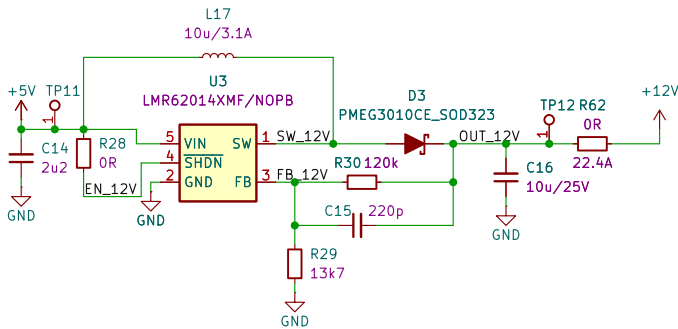 L17
10u/3.1A
+5V
TP11
1
U3
LMR62014XMF/NOPB
D3
PMEG3010CE_SOD323
TP12
1
R62
0R
22.4A
+12V
C14
2u2
GND
R28
0R
EN_12V
5
VIN
4
SHDN
2
GND
SW
1
SW_12V
FB
3
FB_12V
GND
R30
120k
OUT_12V
C16
10u/25V
GND
C15
220p
R29
13k7
GND